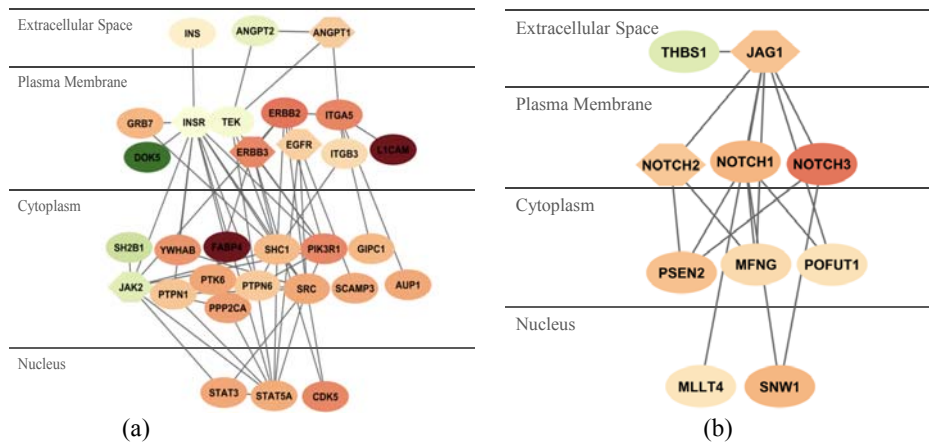 Extracellular Space
INS
ANGPT2
ANGPT1
Plasma Membrane
GRB7
INSR
TEK
ERBB2
ITGA5
DOK5
ERBB3
EGFR
ITGB3
L1CAM
Cytoplasm
SH2B1
YWHAB
FABP4
SHC1
PIK3R1
GIPC1
JAK2
PTPN1
PTK6
PTPN6
SRC
SCAMP3
AUP1
PPP2CA
Nucleus
STAT3
STAT5A
CDK5
(a)
Extracellular Space
THBS1
JAG1
Plasma Membrane
NOTCH2
NOTCH1
NOTCH3
Cytoplasm
PSEN2
MFNG
POFUT1
Nucleus
MLLT4
SNW1
(b)